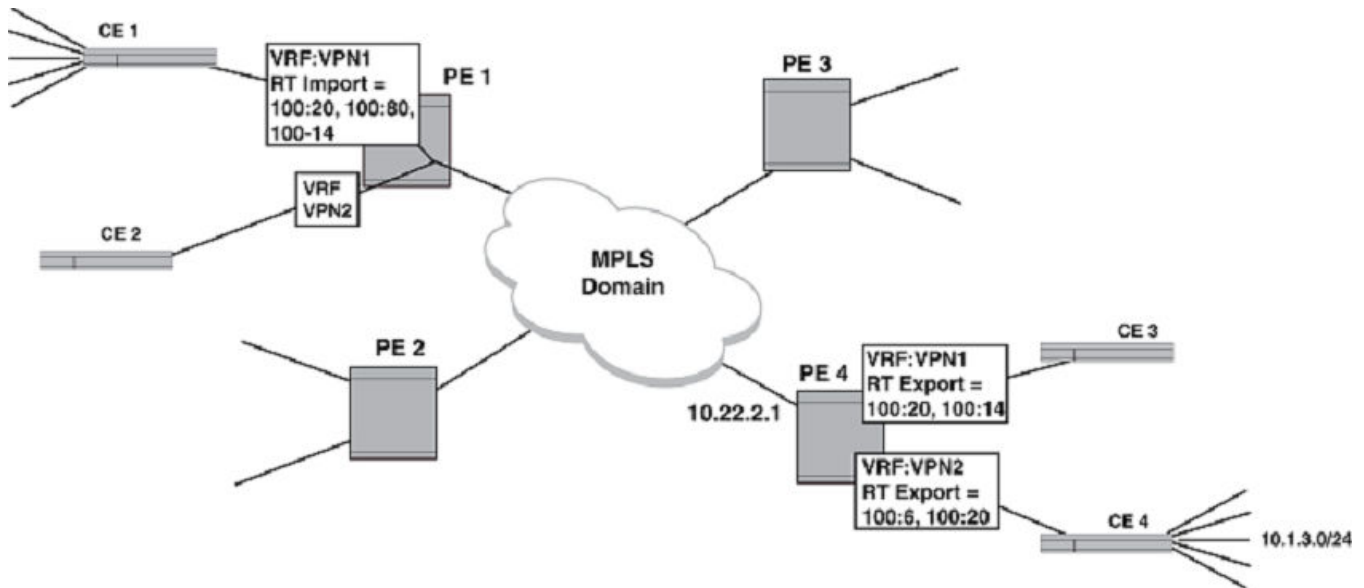 CE 1
VRF:VPN1
RT Import =
100:20, 100:80,
100-14
PE 1
PE 3
VRF
VPN2
CE 2
MPLS
Domain
PE 2
PE 4
10.22.2.1
VRF:VPN1
RT Export =
100:20, 100:14
CE 3
VRF:VPN2
RT Export =
100:6, 100:20
CE 4
10.1.3.0/24